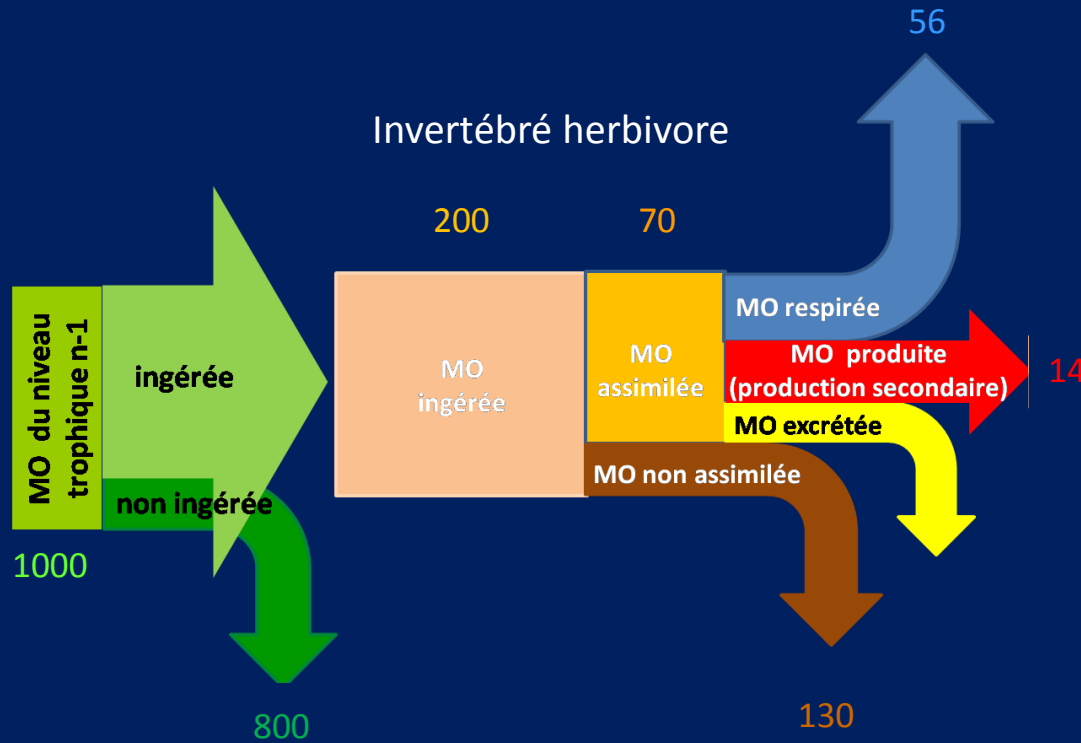 56
Invertébré herbivore
200
70
MO du niveau
trophique n-1
ingérée
non ingérée
1000
800
MO
ingérée
MO
assimilée
MO respirée
MO produite
(production secondaire)
14
MO excrétée
MO non assimilée
130